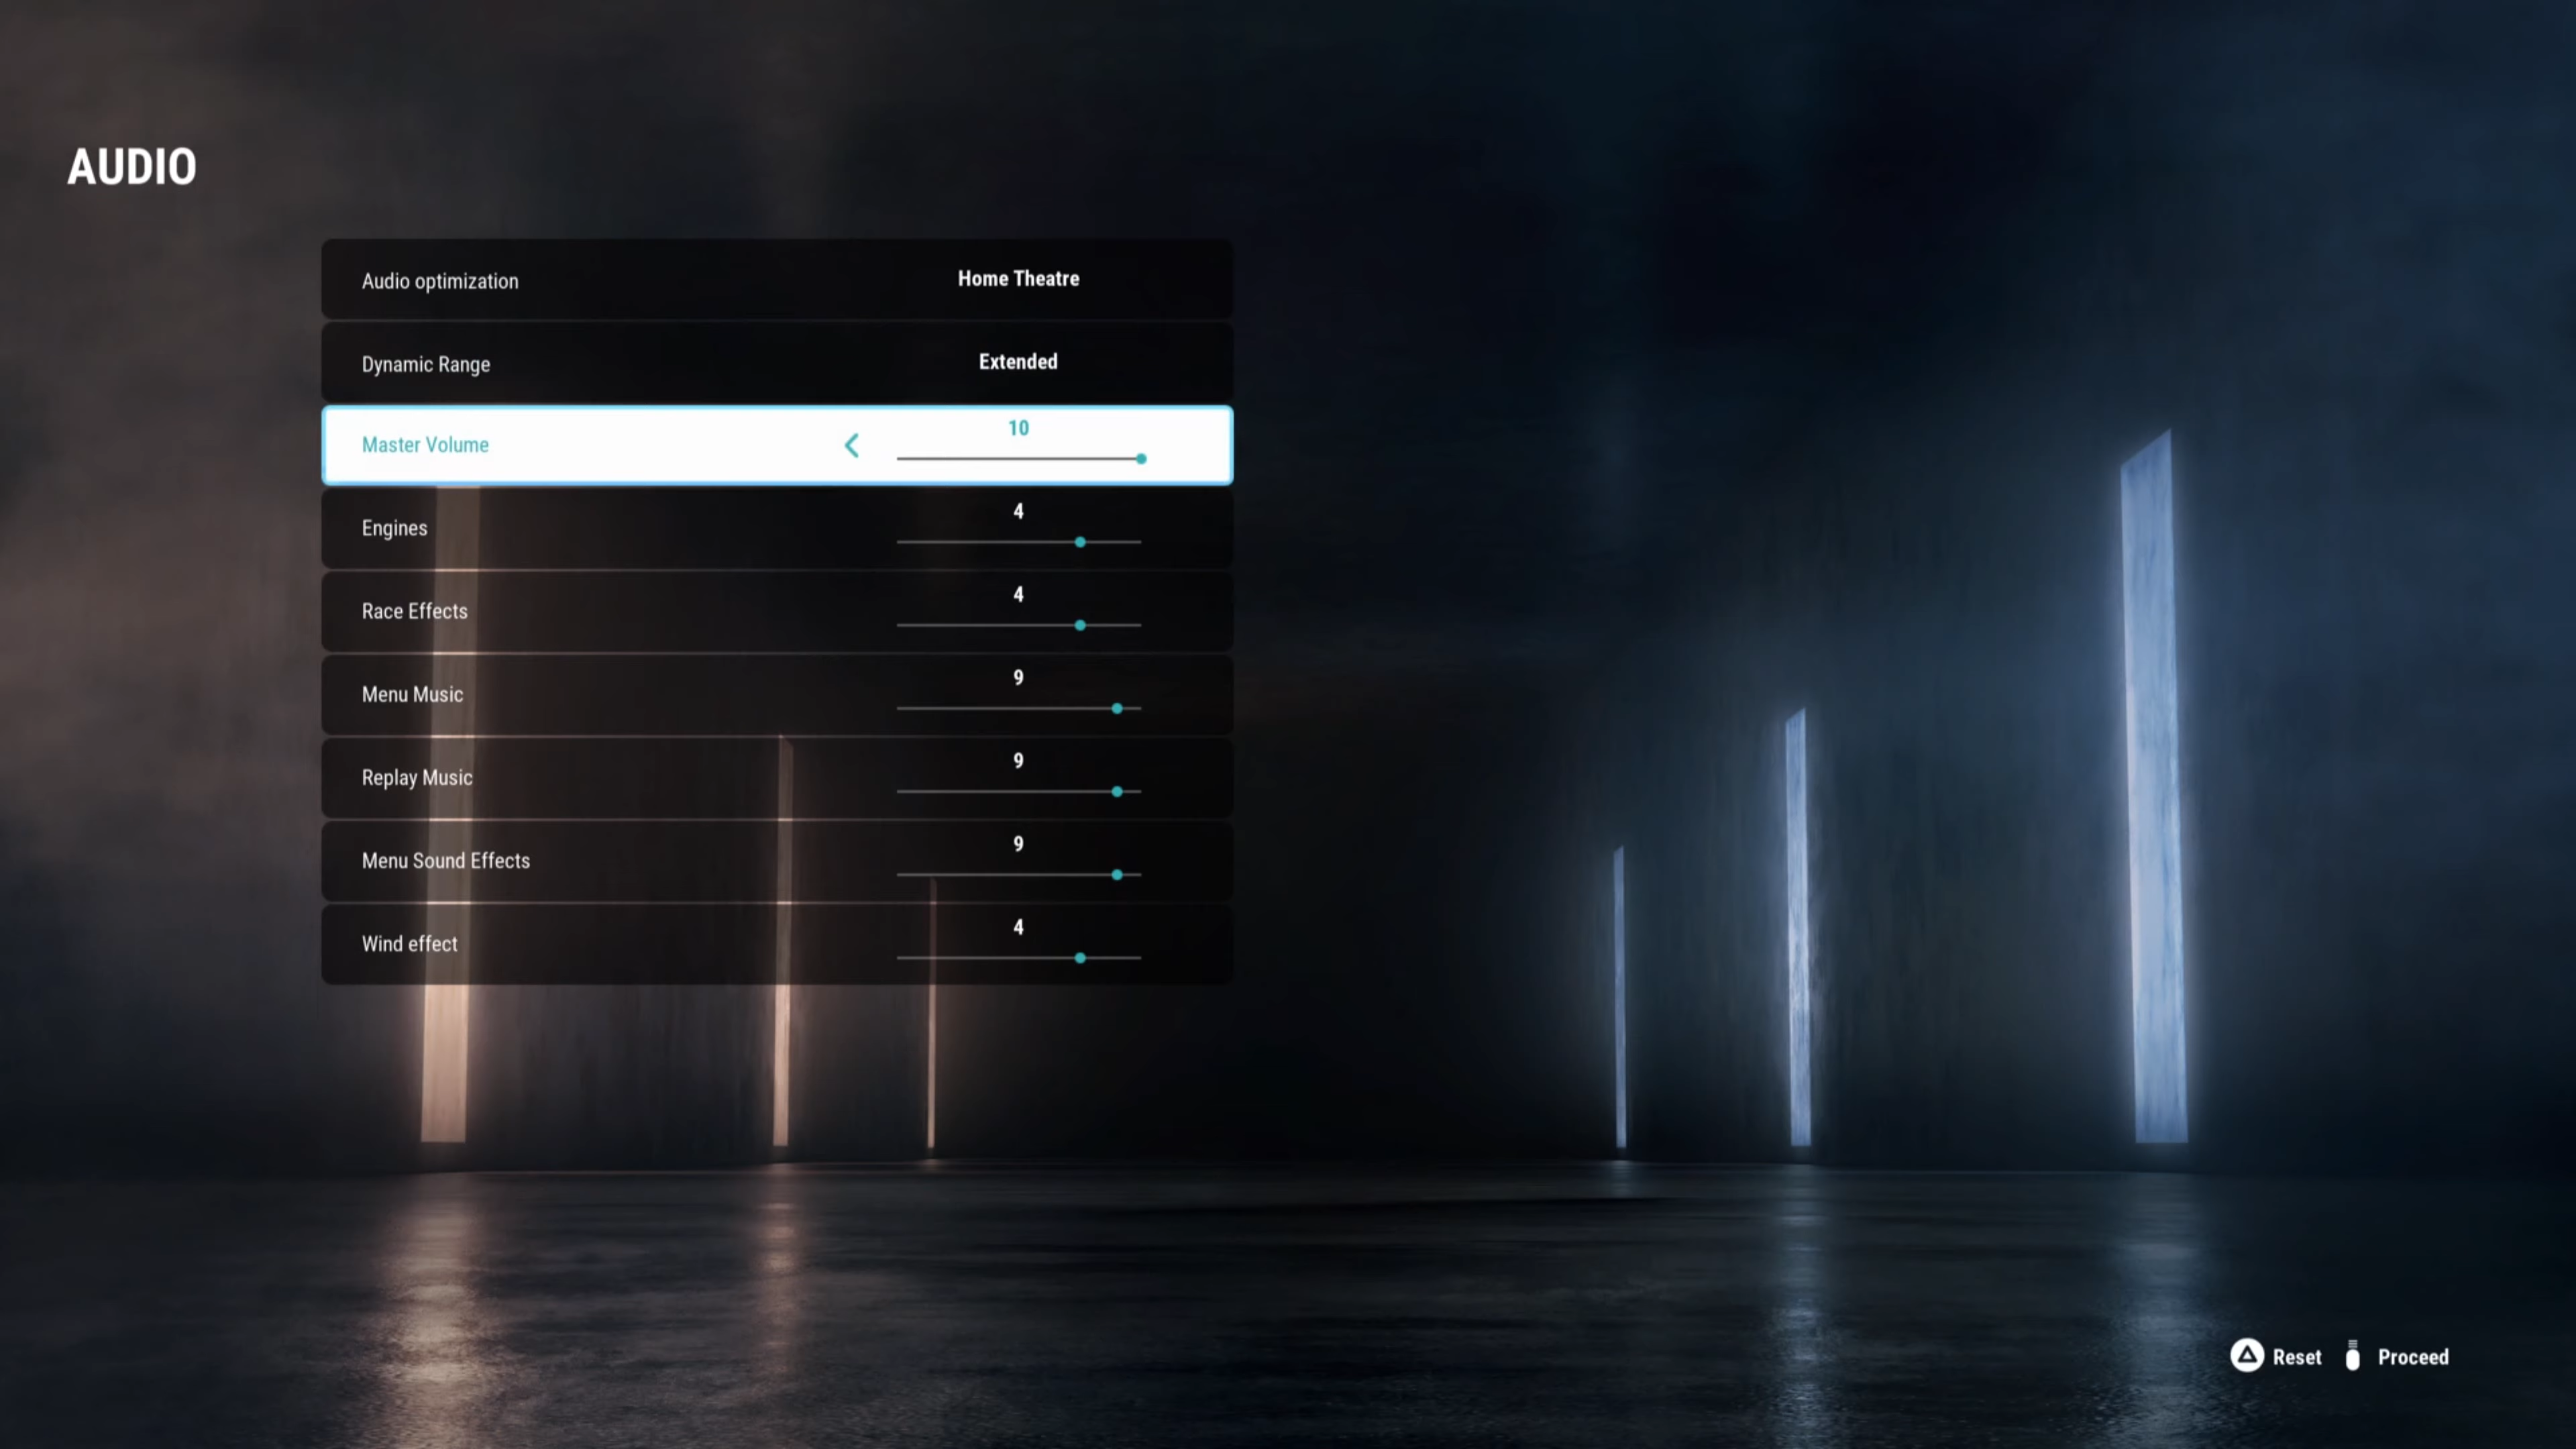 AUDIO
Audio optimization Home Theatre
Dynamic Range Extended
Master Volume 10
Engines 4
Race Effects 4
Menu Music 9
Replay Music 9
Menu Sound Effects 9
Wind effect 4
Reset Proceed